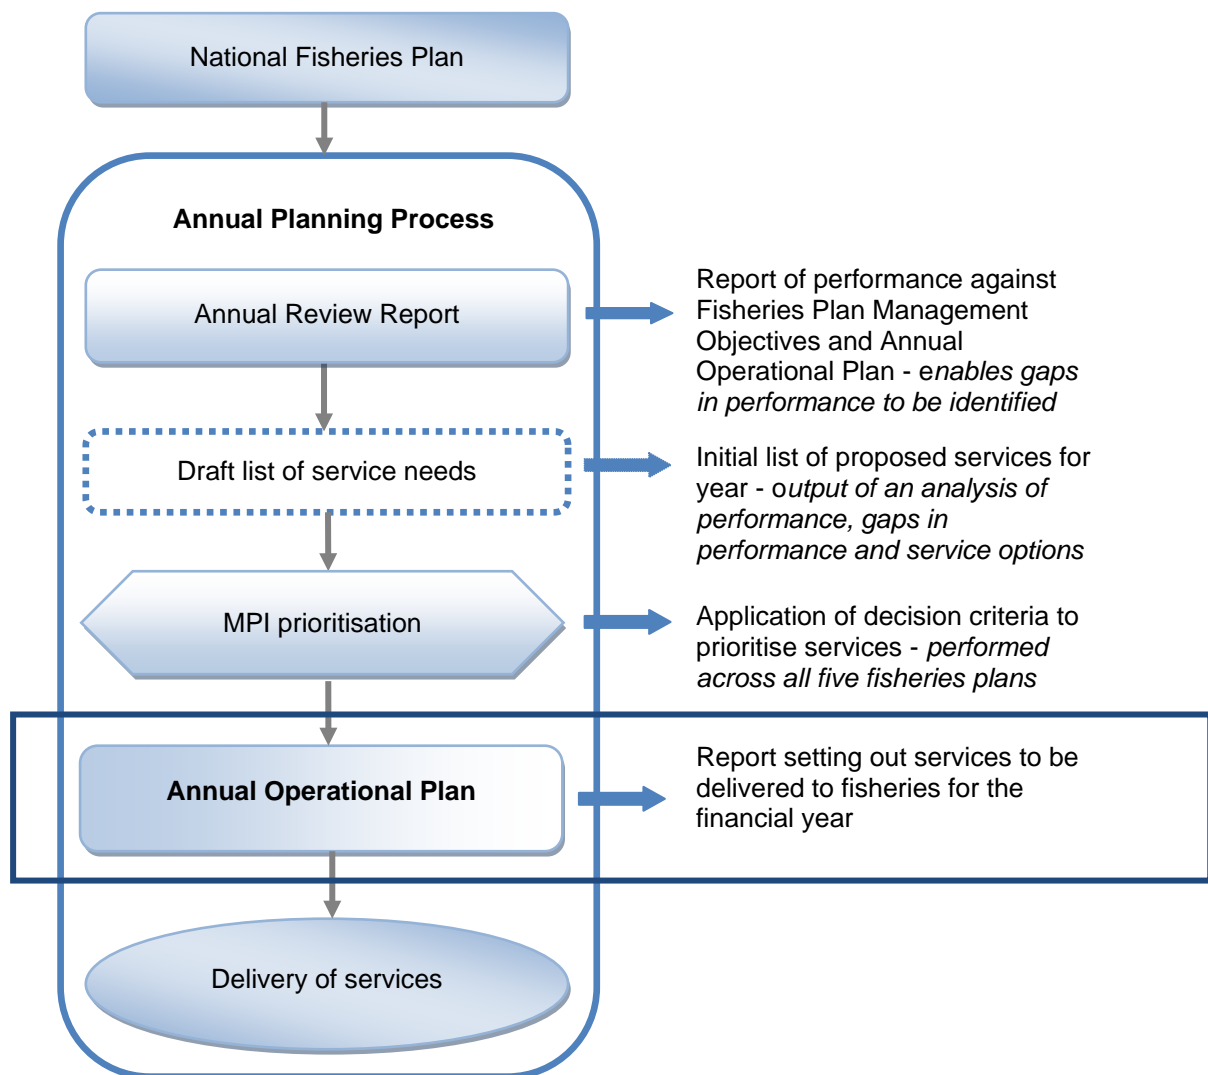 National Fisheries Plan
Annual Planning Process
Annual Review Report
Report of performance against
Fisheries Plan Management
Objectives and Annual
Operational Plan - enables gaps
in performance to be identified
Draft list of service needs
Initial list of proposed services for
year - output of an analysis of
performance, gaps in
performance and service options
MPI prioritisation
Application of decision criteria to
prioritise services - performed
across all five fisheries plans
Annual Operational Plan
Report setting out services to be
delivered to fisheries for the
financial year
Delivery of services